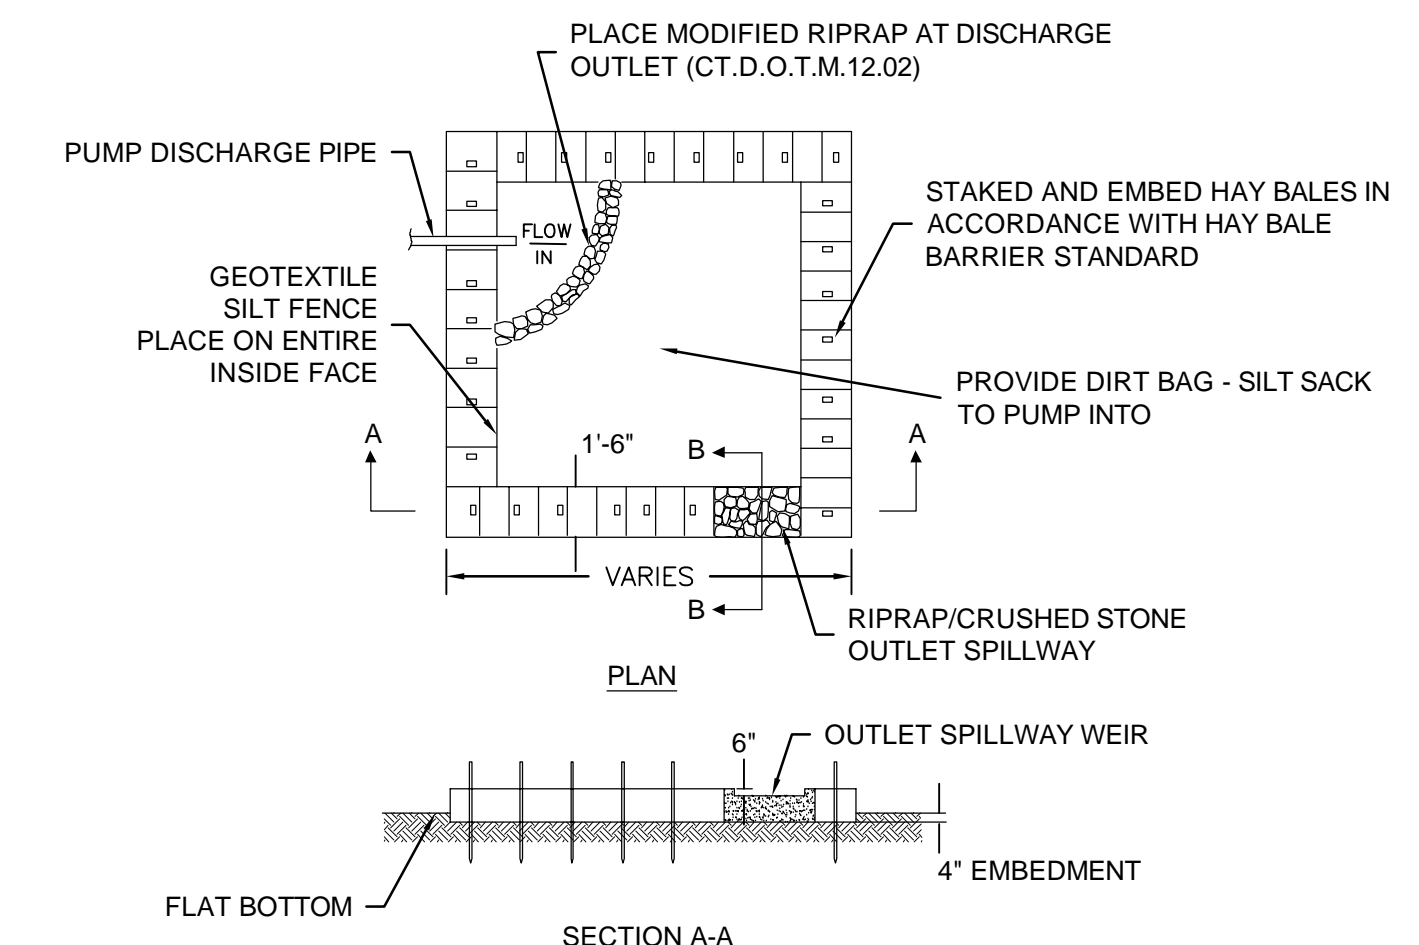 PLACE MODIFIED RIPRAP AT DISCHARGE
OUTLET (CT.D.O.T.M.12.02)
PUMP DISCHARGE PIPE
STAKED AND EMBED HAY BALES IN
ACCORDANCE WITH HAY BALE
BARRIER STANDARD
FLOW
IN
GEOTEXTILE
SILT FENCE
PLACE ON ENTIRE
INSIDE FACE
PROVIDE DIRT BAG - SILT SACK
TO PUMP INTO
A
1'-6"
B
A
VARIES
B
RIPRAP/CRUSHED STONE
OUTLET SPILLWAY
PLAN
6"
OUTLET SPILLWAY WEIR
4" EMBEDMENT
FLAT BOTTOM
SECTION A-A